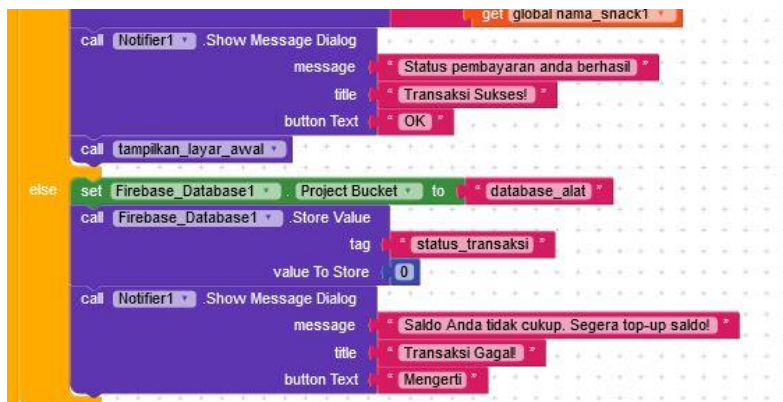 get global nama_snack1
call Notifier1 .Show Message Dialog
message " Status pembayaran anda berhasil "
title " Transaksi Sukses! "
button Text " OK "
call tampilkan_layar_awal
else set Firebase_Database1 . Project Bucket to " database_alat "
call Firebase_Database1 .Store Value
tag " status_transaksi "
value To Store 0
call Notifier1 .Show Message Dialog
message " Saldo Anda tidak cukup. Segera top-up saldo! "
title " Transaksi Gagal! "
button Text " Mengerti "